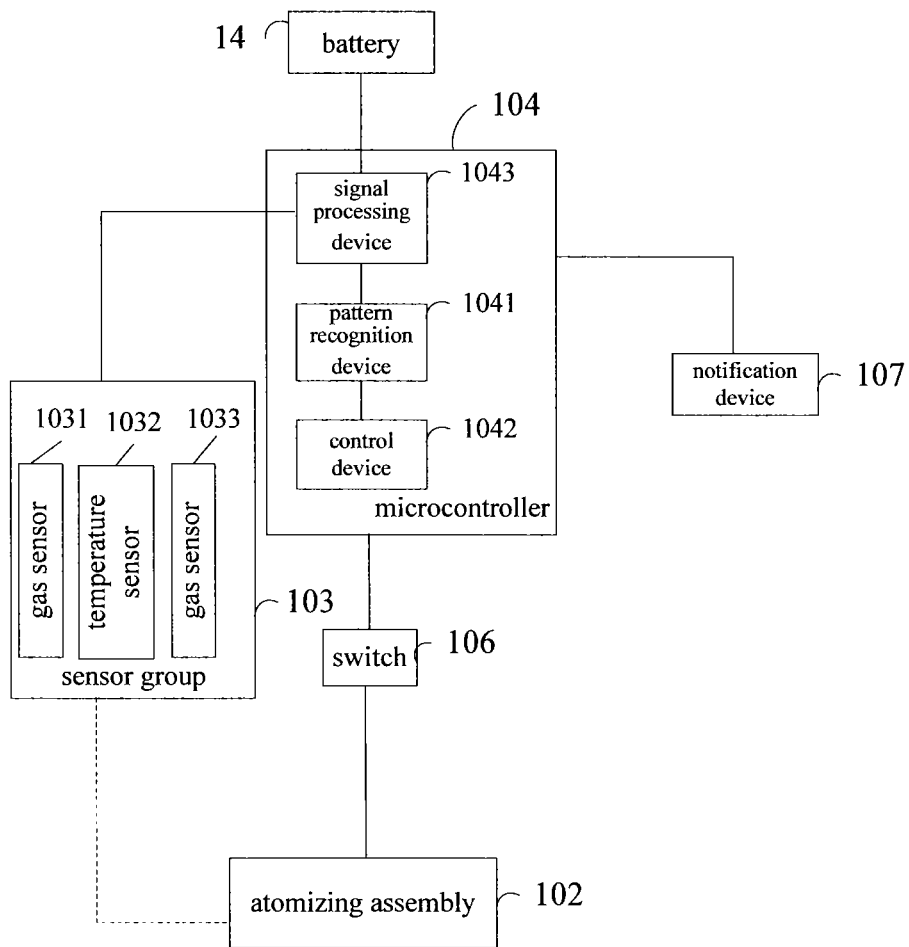 14
battery
104
1043
signal
processing
device
1041
pattern
recognition
device
1042
control
device
microcontroller
notification
device
107
1031
1032
1033
gas sensor
temperature
sensor
gas sensor
103
sensor group
switch
106
atomizing assembly
102